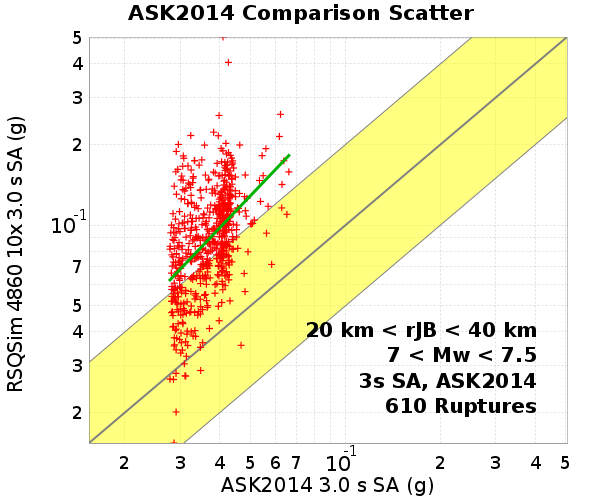 ASK2014 Comparison Scatter
RSQSim 4860 10x 3.0 s SA (g)
5
4
3
2
10^-1
7
5
4
3
2
20 km < rJB < 40 km
7 < Mw < 7.5
3s SA, ASK2014
610 Ruptures
2 3 4 5 6 7 10^-1 2 3 4 5
ASK2014 3.0 s SA (g)